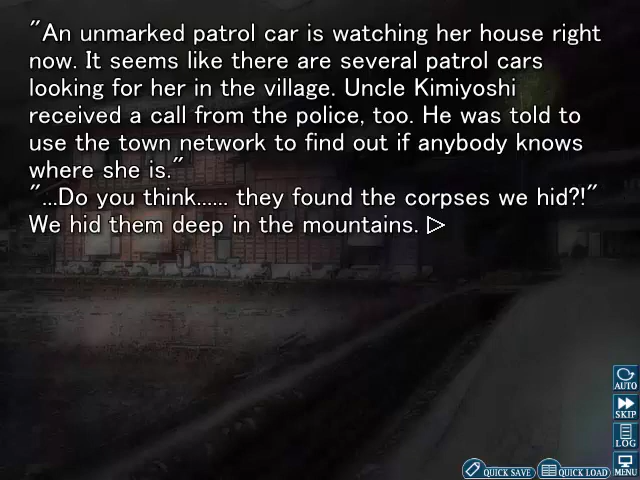 "An unmarked patrol car is watching her house right
now. It seems like there are several patrol cars
looking for her in the village. Uncle Kimiyoshi
received a call from the police, too. He was told to
use the town network to find out if anybody knows
where she is."
"...Do you think...... they found the corpses we hid?!"
We hid them deep in the mountains.
AUTO
SKIP
LOG
MENU
QUICK SAVE
QUICK LOAD